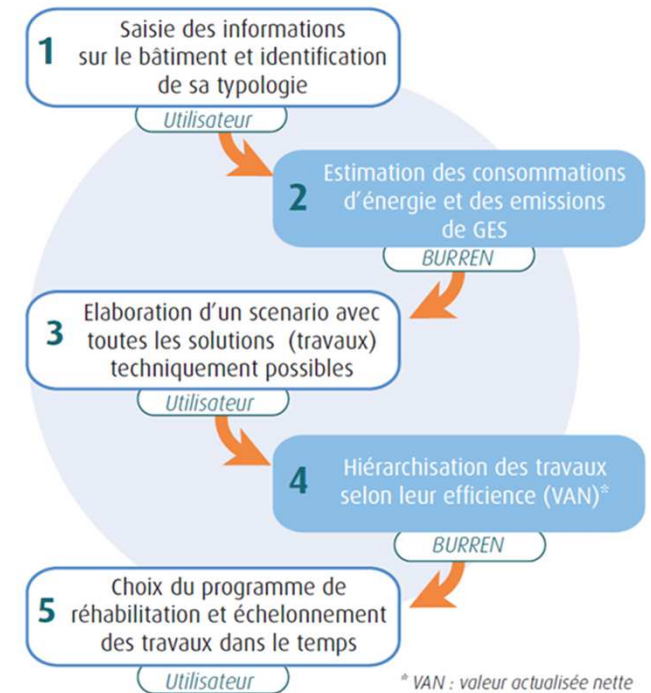 1
Saisie des informations
sur le bâtiment et identification
de sa typologie
Utilisateur
2
Estimation des consommations
d'énergie et des emissions
de GES
BURREN
3
Elaboration d'un scenario avec
toutes les solutions (travaux)
techniquement possibles
Utilisateur
4
Hiérarchisation des travaux
selon leur efficience (VAN)*
BURREN
5
Choix du programme de
réhabilitation et échelonnement
des travaux dans le temps
Utilisateur
* VAN : valeur actualisée nette